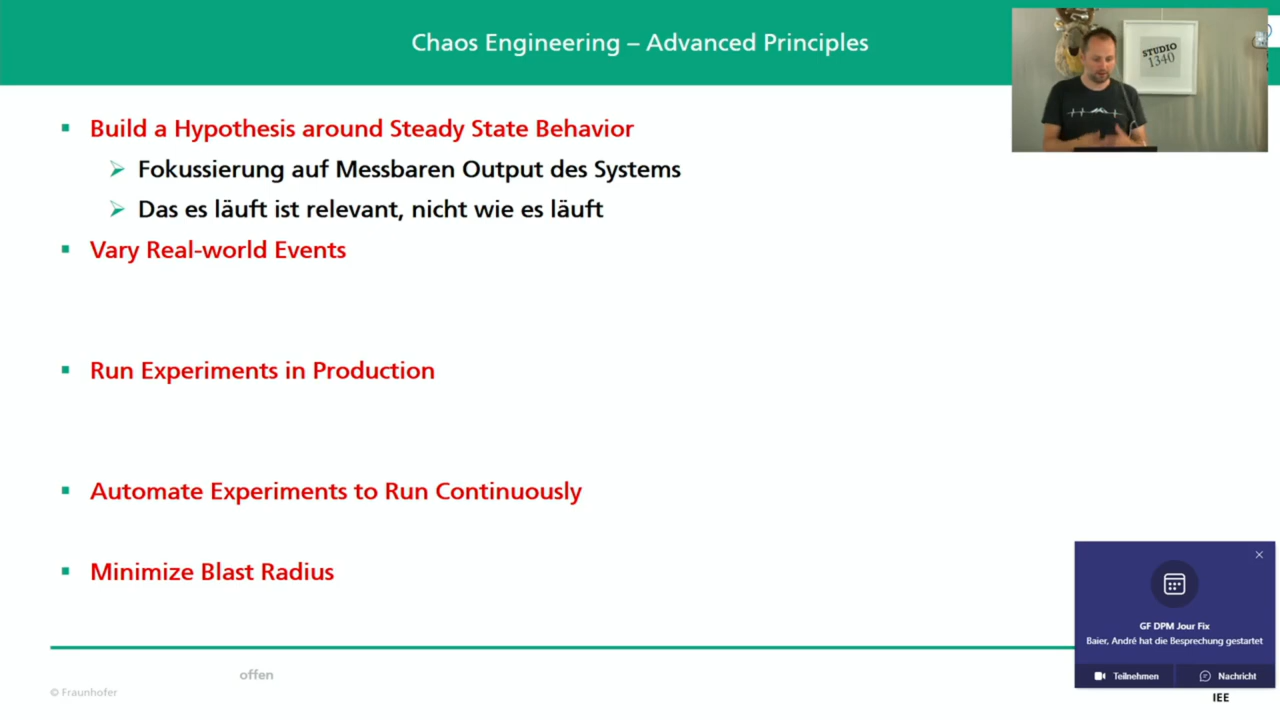 Chaos Engineering – Advanced Principles
STUDIO
1340
Build a Hypothesis around Steady State Behavior
Fokussierung auf Messbaren Output des Systems
Das es läuft ist relevant, nicht wie es läuft
Vary Real-world Events
Run Experiments in Production
Automate Experiments to Run Continuously
Minimize Blast Radius
GF DPM Jour Fix
Baier, André hat die Besprechung gestartet
Teilnehmen
Nachricht
offen
© Fraunhofer
IEE